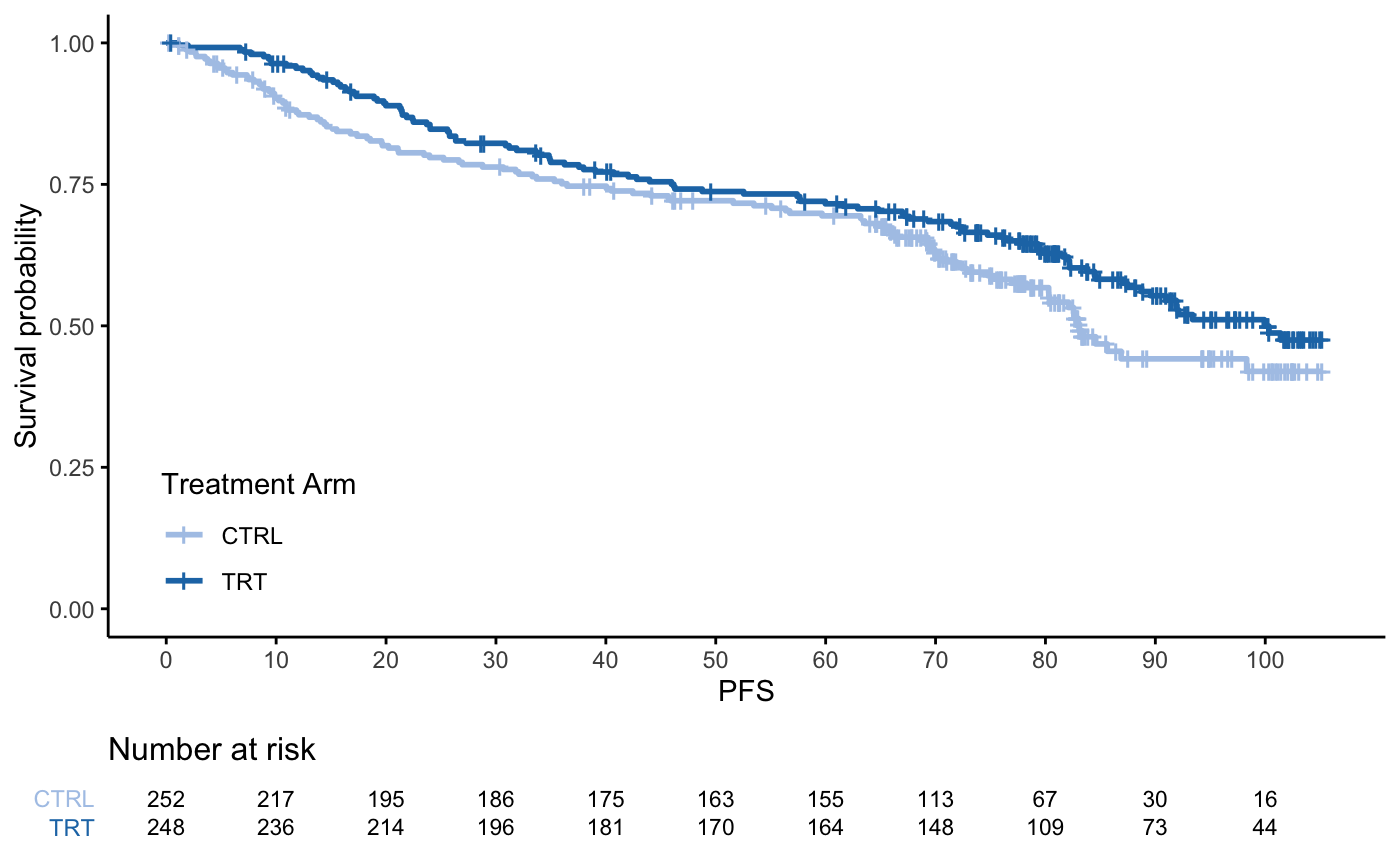 1.00
0.75
0.50
0.25
0.00
Survival probability
Treatment Arm
CTRL
TRT
0 10 20 30 40 50 60 70 80 90 100
PFS
Number at risk
CTRL 252 217 195 186 175 163 155 113 67 30 16
TRT 248 236 214 196 181 170 164 148 109 73 44